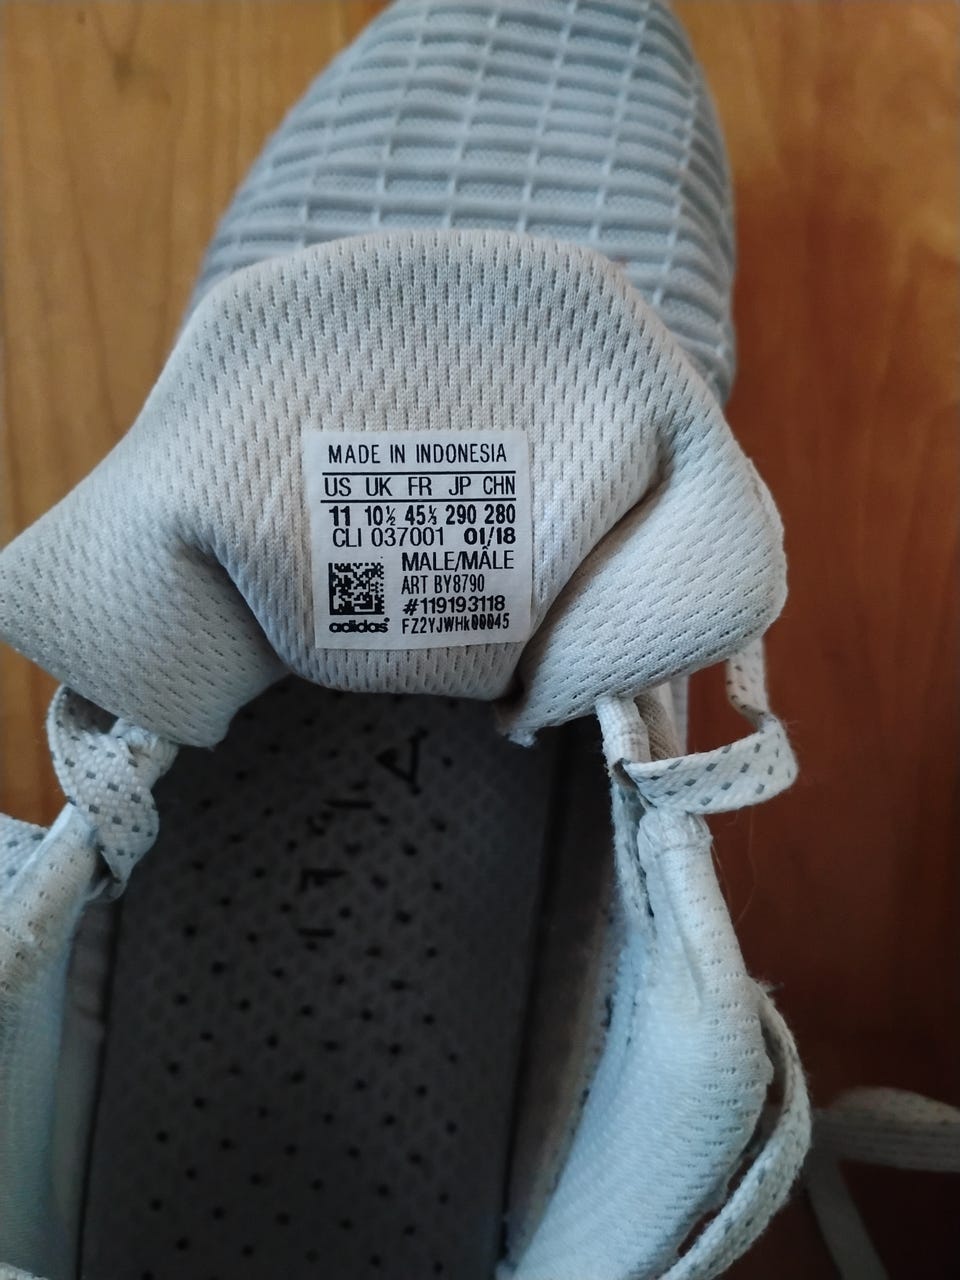 MADE IN INDONESIA
US UK FR JP CHN
11 10½ 45⅓ 290 280
CLI 037001 01/18
MALE/MÂLE
ART BY8790
#119193118
adidas FZ2YJWHk00045